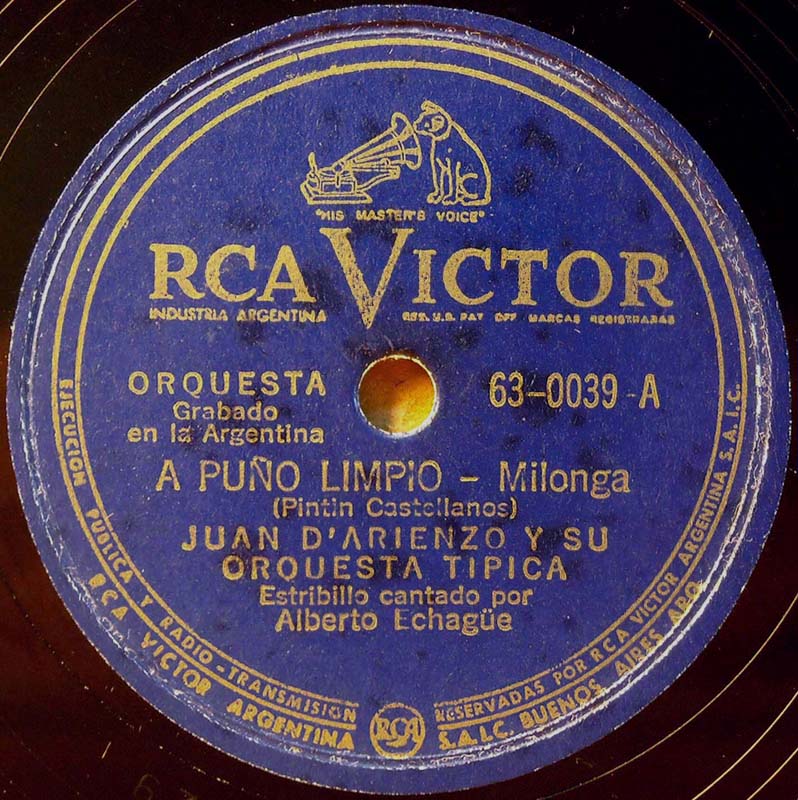 "HIS MASTER'S VOICE"
RCA VICTOR
INDUSTRIA ARGENTINA
REG. U.S. PAT OFF MARCAS REGISTRADAS
ORQUESTA
Grabado
en la Argentina
63-0039-A
A PUÑO LIMPIO - Milonga
(Pintin Castellanos)
JUAN D'ARIENZO Y SU
ORQUESTA TIPICA
Estribillo cantado por
Alberto Echagüe
EJECUCION PUBLICA Y RADIO-TRANSMISION
RESERVADAS POR RCA VICTOR ARGENTINA S.A.I.C.
RCA VICTOR ARGENTINA
S.A.I.C. BUENOS AIRES
RCA